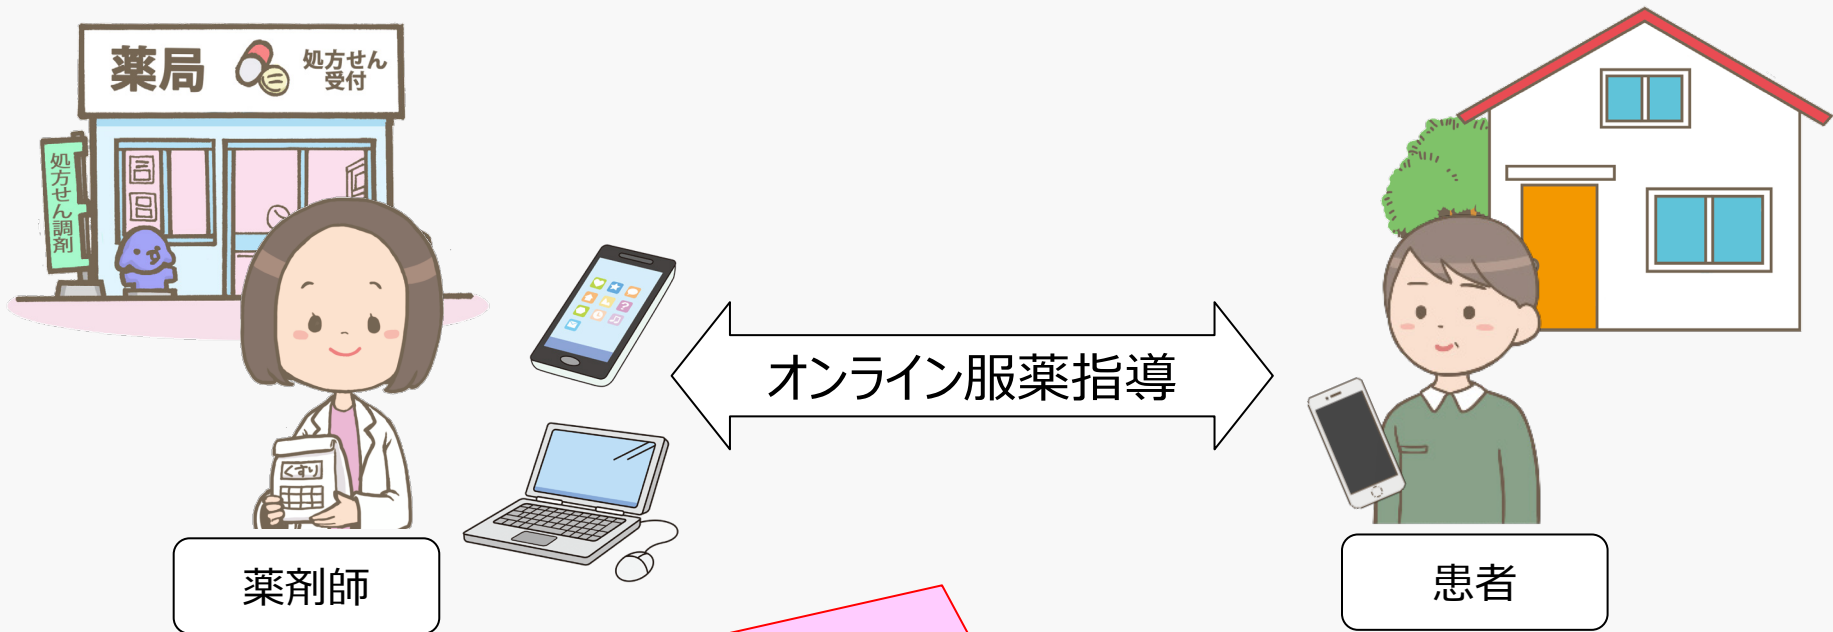 薬局
処方せん
受付
処方せん調剤
くすり
オンライン服薬指導
薬剤師
患者